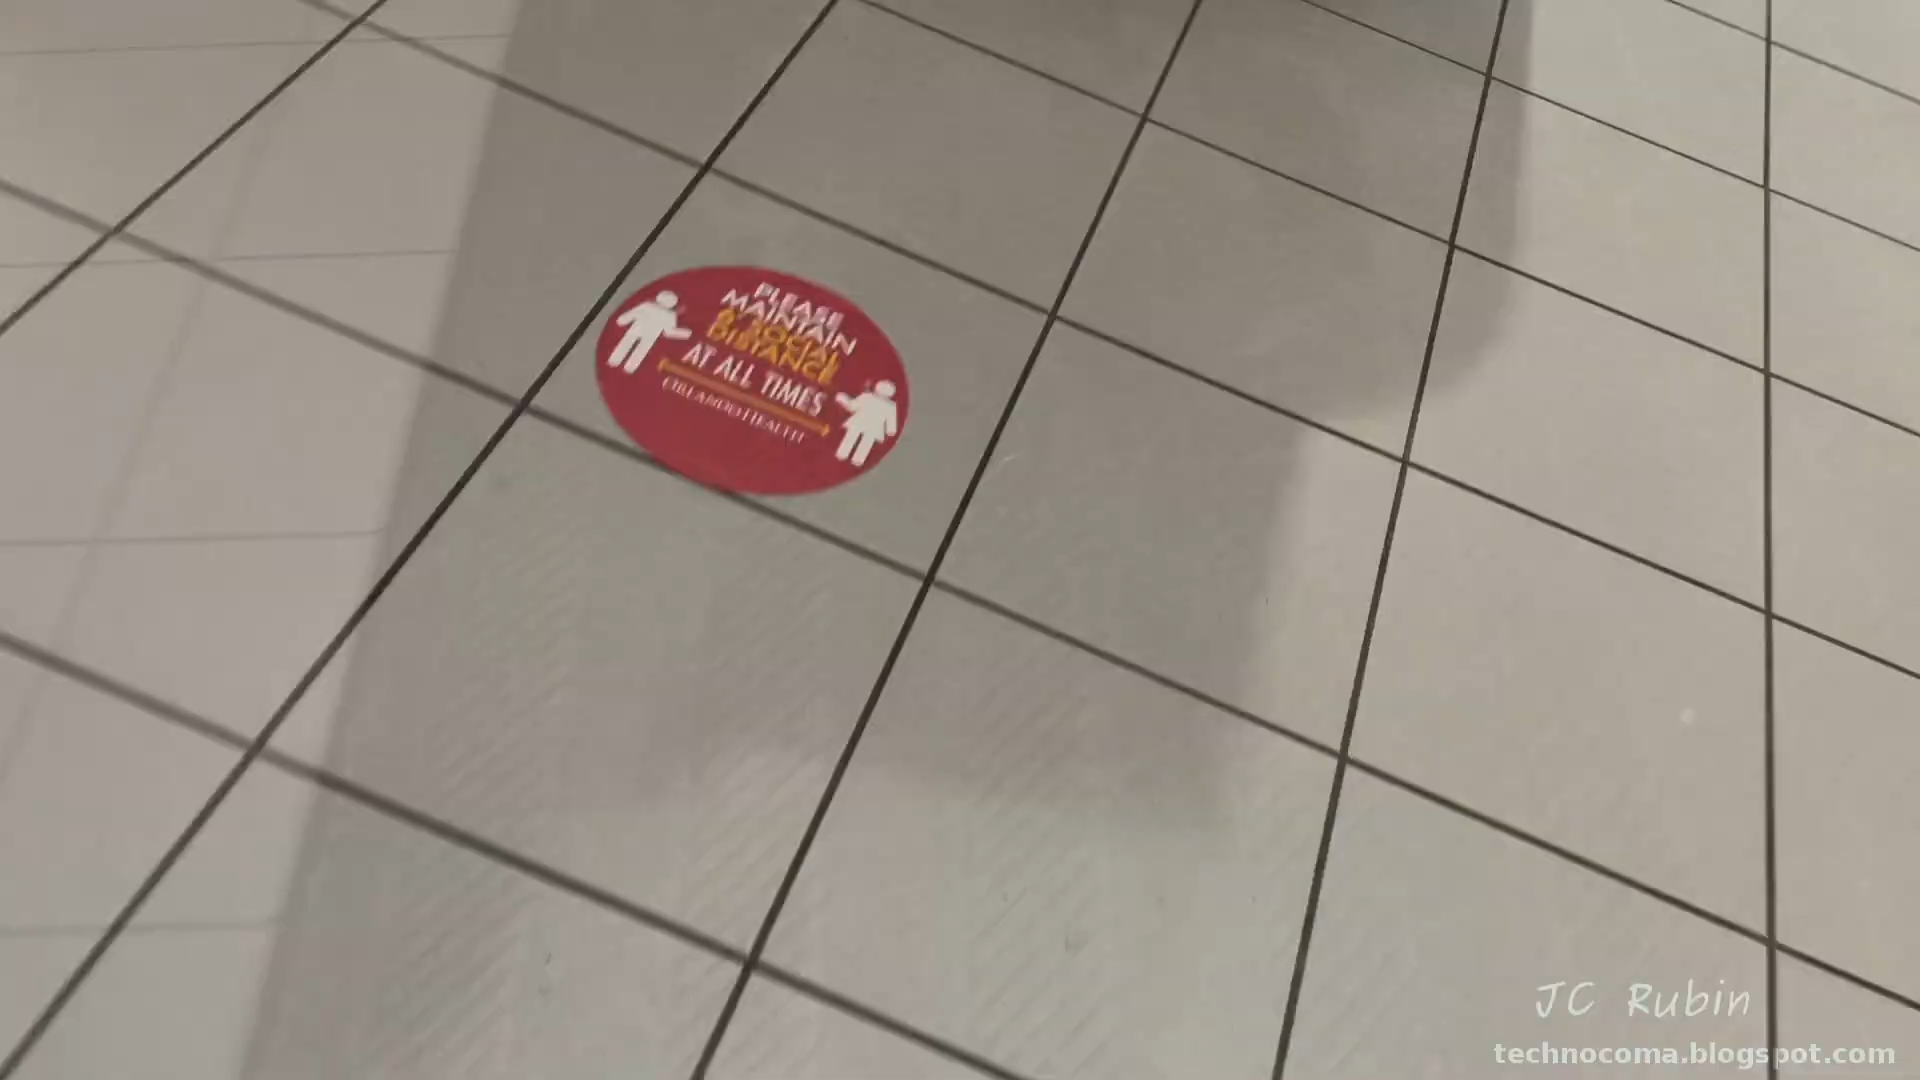 PLEASE
MAINTAIN
A SOCIAL
DISTANCE
AT ALL TIMES
ORLANDO HEALTH
JC Rubin
technocoma.blogspot.com